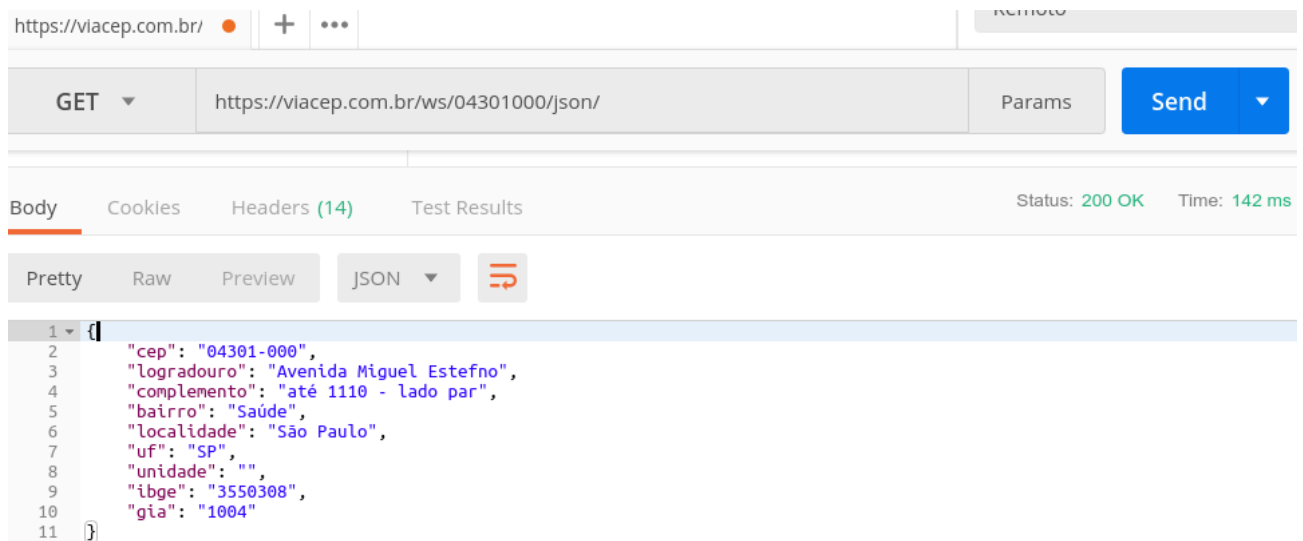 https://viacep.com.br/ + •••
Remoto
GET https://viacep.com.br/ws/04301000/json/ Params Send
Body Cookies Headers (14) Test Results Status: 200 OK Time: 142 ms
Pretty Raw Preview JSON
1 {
2 "cep": "04301-000",
3 "logradouro": "Avenida Miguel Estefno",
4 "complemento": "até 1110 - lado par",
5 "bairro": "Saúde",
6 "localidade": "São Paulo",
7 "uf": "SP",
8 "unidade": "",
9 "ibge": "3550308",
10 "gia": "1004"
11 }